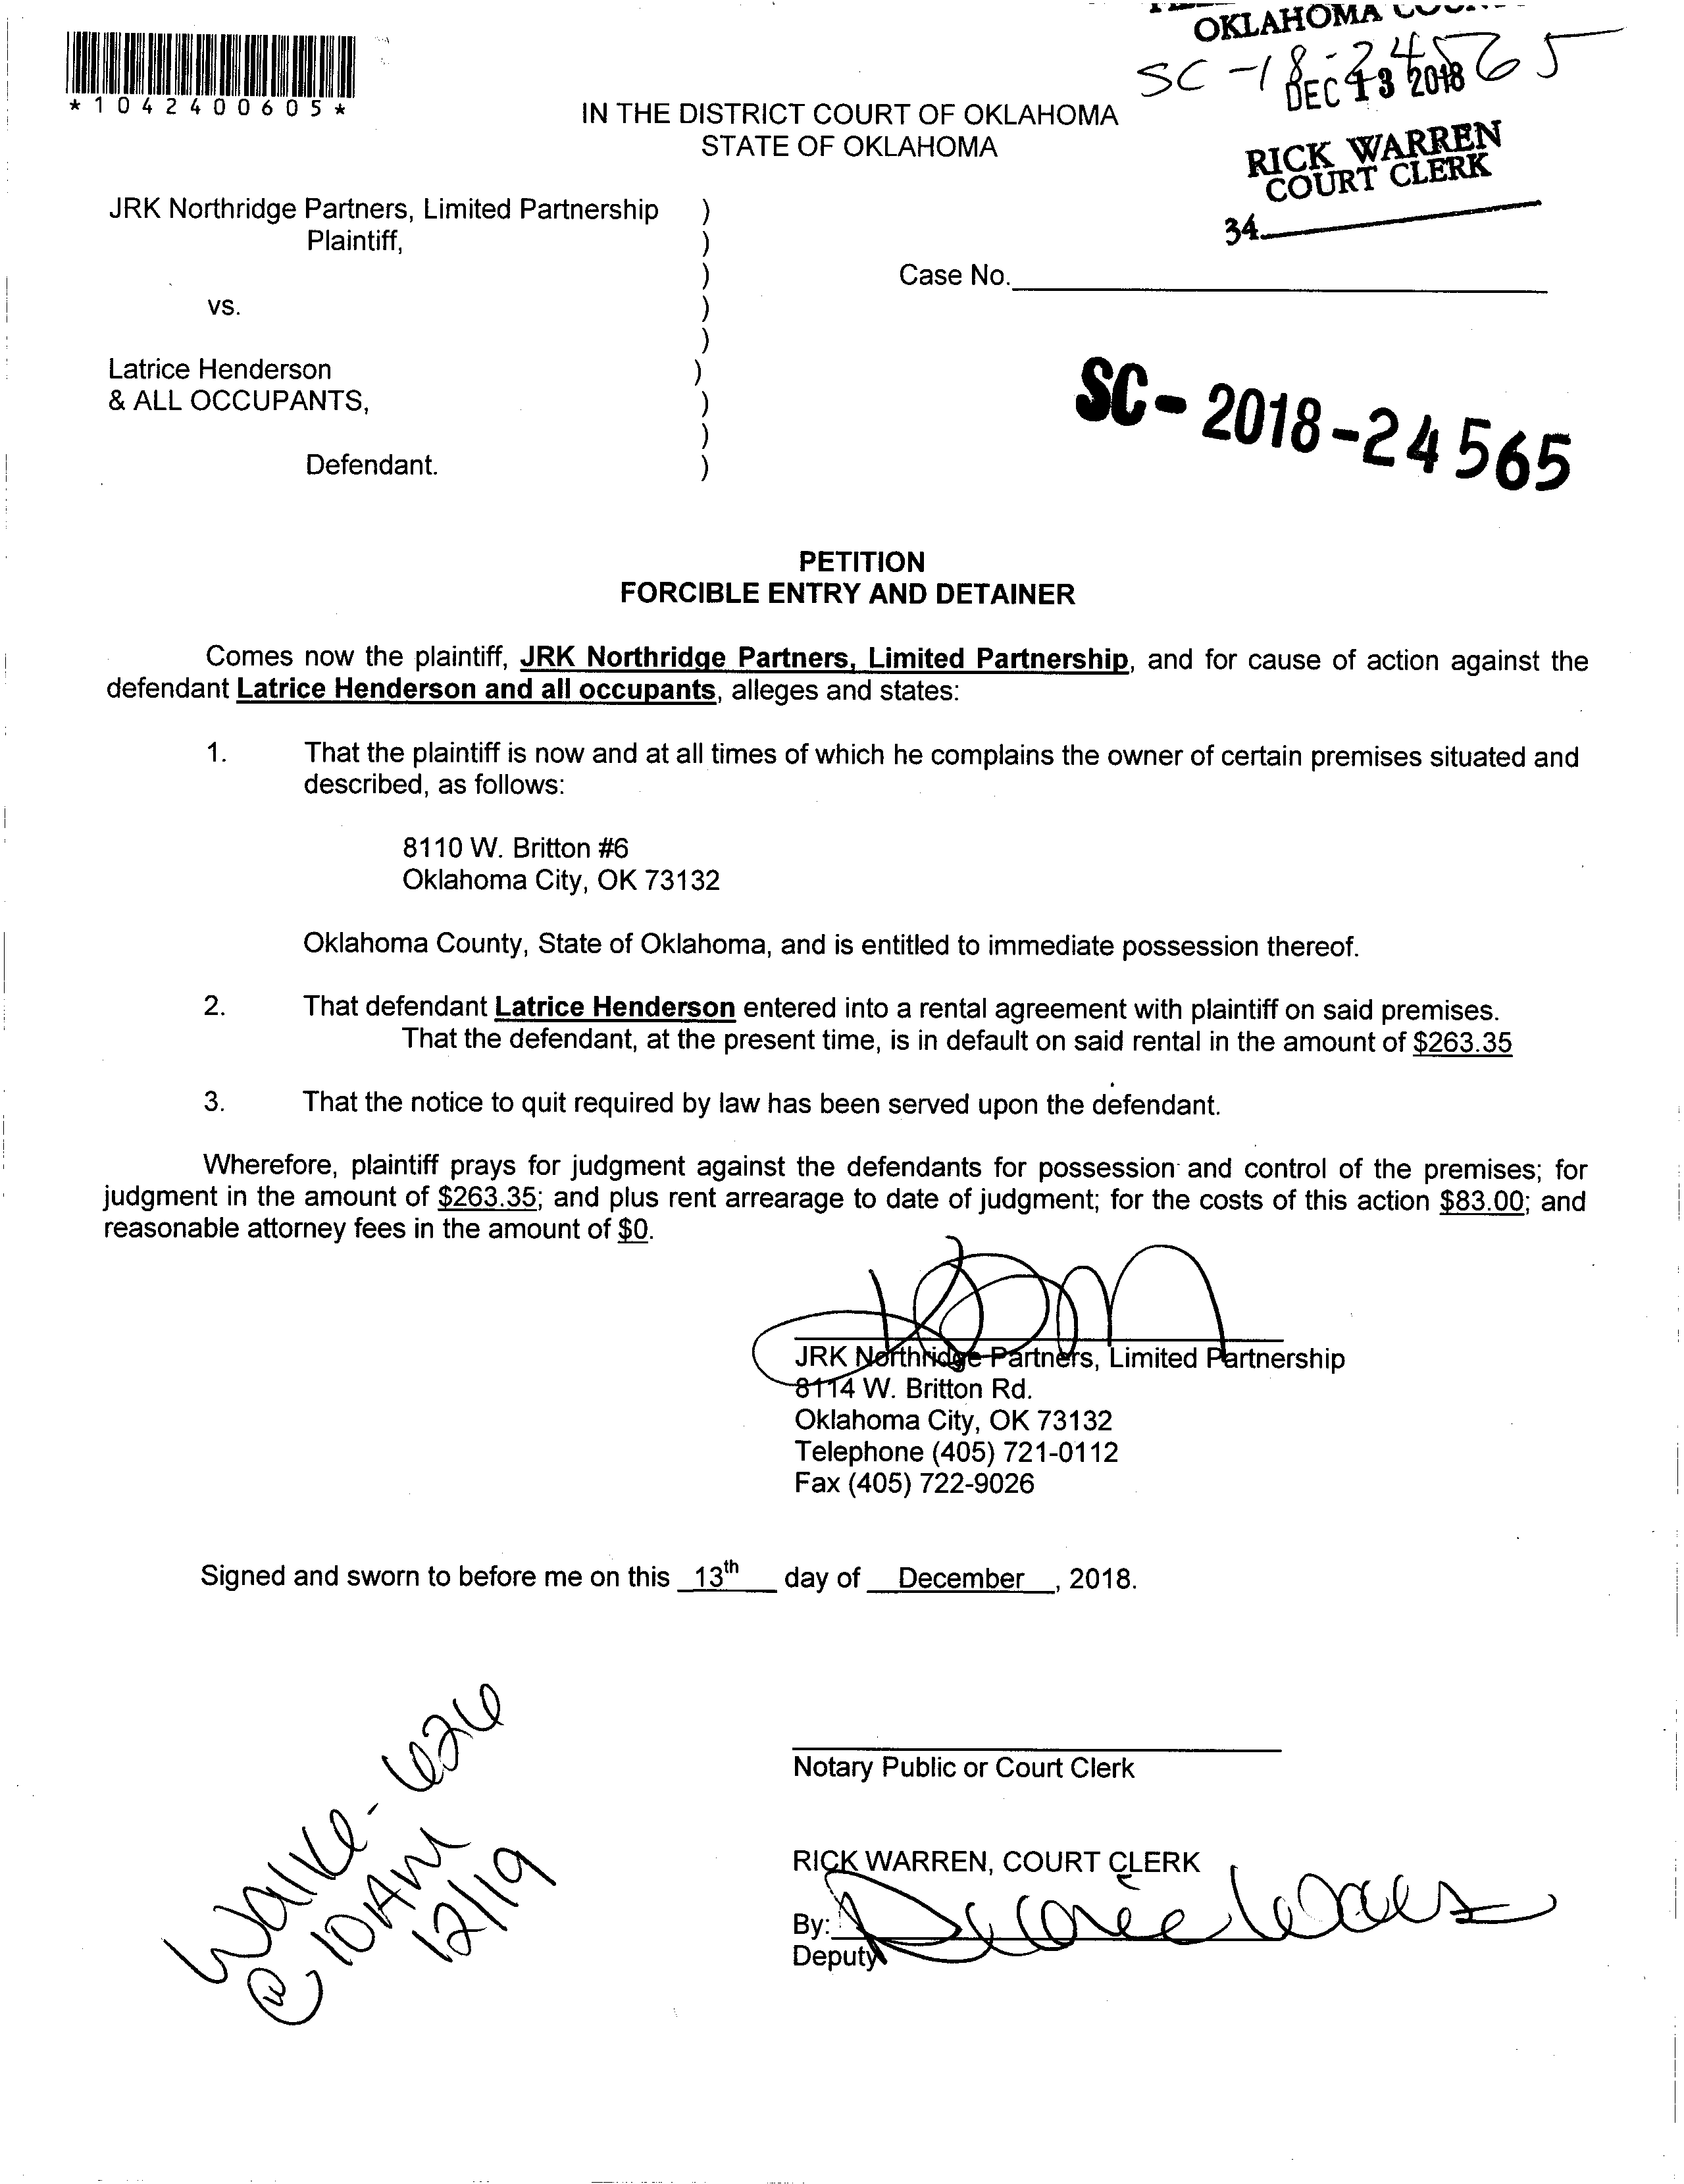 OKLAHOMA
SC-18-24565
DEC 13 2018
*1042400605*
IN THE DISTRICT COURT OF OKLAHOMA
STATE OF OKLAHOMA
RICK WARREN
COURT CLERK
34
JRK Northridge Partners, Limited Partnership )
Plaintiff, )
)
Case No.
vs. )
)
Latrice Henderson )
& ALL OCCUPANTS, )
)
Defendant. )
SC-2018-24565
PETITION
FORCIBLE ENTRY AND DETAINER
Comes now the plaintiff, JRK Northridge Partners, Limited Partnership, and for cause of action against the
defendant Latrice Henderson and all occupants, alleges and states:
1. That the plaintiff is now and at all times of which he complains the owner of certain premises situated and
described, as follows:
8110 W. Britton #6
Oklahoma City, OK 73132
Oklahoma County, State of Oklahoma, and is entitled to immediate possession thereof.
2. That defendant Latrice Henderson entered into a rental agreement with plaintiff on said premises.
That the defendant, at the present time, is in default on said rental in the amount of $263.35
3. That the notice to quit required by law has been served upon the defendant.
Wherefore, plaintiff prays for judgment against the defendants for possession and control of the premises; for
judgment in the amount of $263.35; and plus rent arrearage to date of judgment; for the costs of this action $83.00; and
reasonable attorney fees in the amount of $0.
JRK Northridge Partners, Limited Partnership
8114 W. Britton Rd.
Oklahoma City, OK 73132
Telephone (405) 721-0112
Fax (405) 722-9026
Signed and sworn to before me on this 13th day of December, 2018.
Notary Public or Court Clerk
RICK WARREN, COURT CLERK
By:
Deputy
@ 10AM
12/19